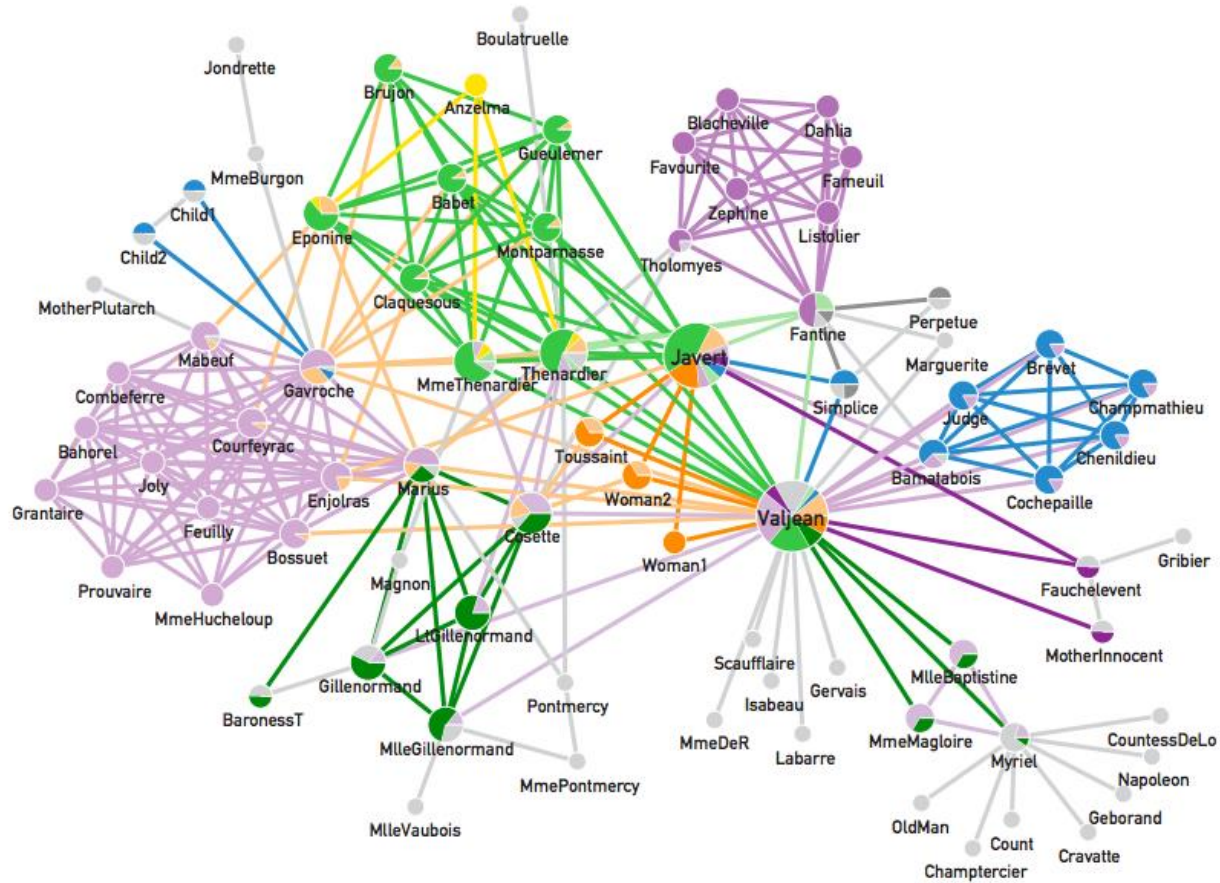 Boulatruelle
Jondrette
Brujon
Anzelma
Blacheville
Dahlia
Gueulemer
Favourite
Fameuil
MmeBurgon
Babet
Child1
Zephine
Eponine
Listolier
Child2
Montparnasse
Tholomyes
Claquesous
MotherPlutarch
Fantine
Perpetue
Mabeuf
Javert
Marguerite
Brevet
MmeThenardier
Thenardier
Gavroche
Combeferre
Simplice
Judge
Champmathieu
Courfeyrac
Bahorel
Toussaint
Chenildieu
Joly
Enjolras
Marius
Bamatabois
Woman2
Cochepaille
Grantaire
Valjean
Feuilly
Cosette
Bossuet
Gribier
Woman1
Magnon
Prouvaire
Fauchelevent
MmeHucheloup
LtGillenormand
MotherInnocent
Scaufflaire
MlleBaptistine
Gillenormand
Gervais
Isabeau
Pontmercy
BaronessT
MmeDeR
MlleGillenormand
MmeMagloire
Labarre
Myriel
CountessDeLo
Napoleon
MmePontmercy
Geborand
OldMan
MlleVaubois
Count
Cravatte
Champtercier